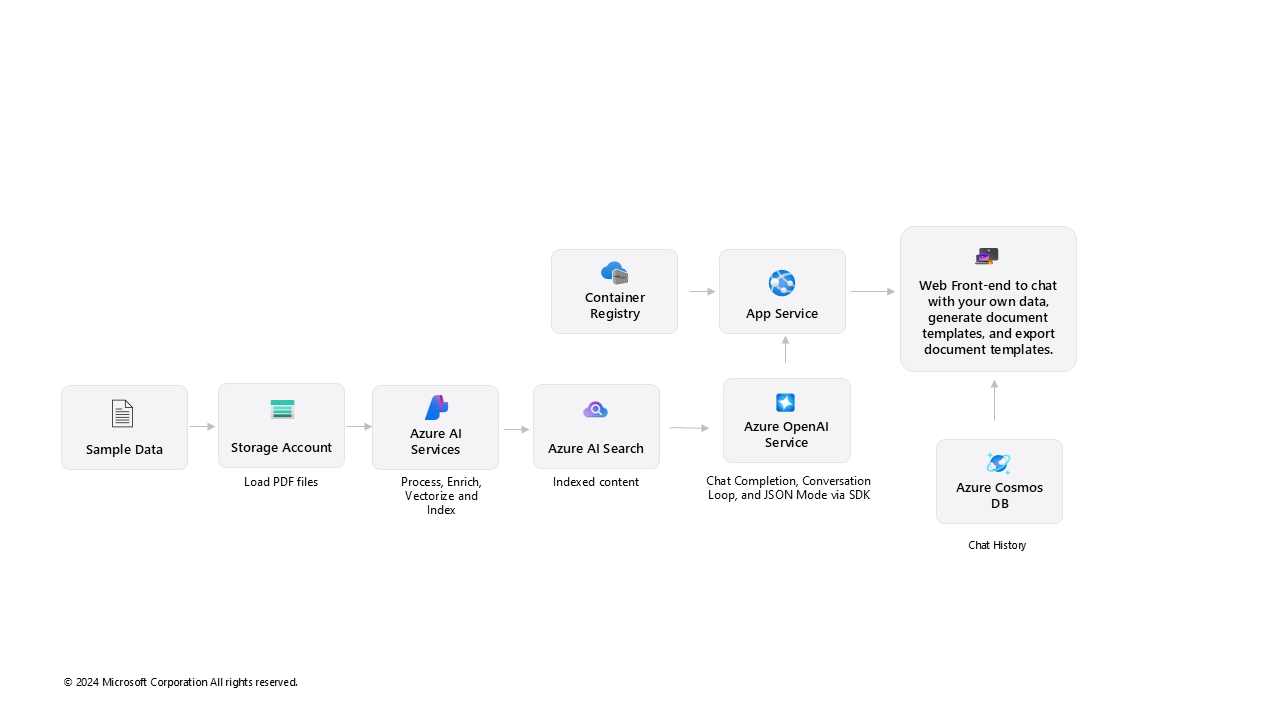 Container
Registry
App Service
Web Front-end to chat
with your own data,
generate document
templates, and export
document templates.
Sample Data
Storage Account
Load PDF files
Azure AI
Services
Process, Enrich,
Vectorize and
Index
Azure AI Search
Indexed content
Azure OpenAI
Service
Chat Completion, Conversation
Loop, and JSON Mode via SDK
Azure Cosmos
DB
Chat History
© 2024 Microsoft Corporation All rights reserved.